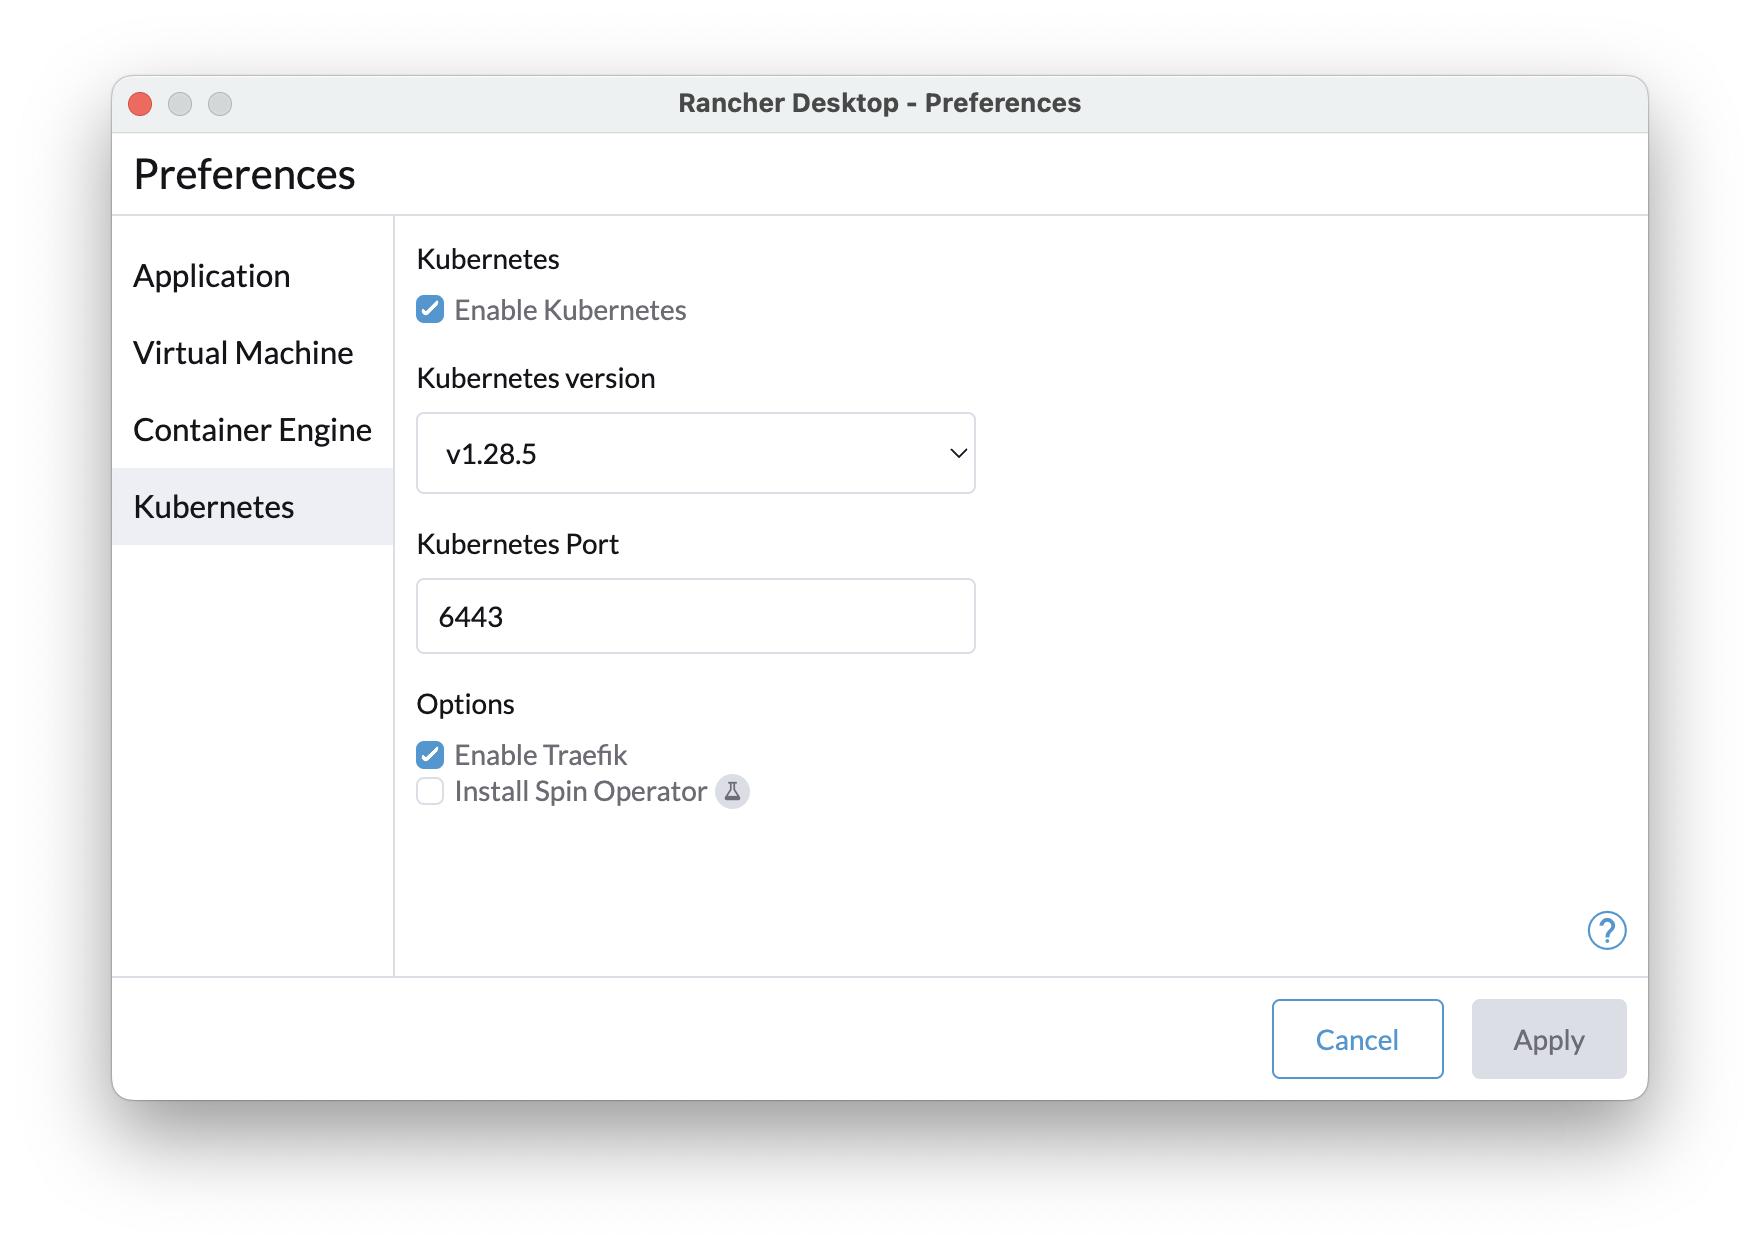 Rancher Desktop - Preferences
Preferences
Application
Virtual Machine
Container Engine
Kubernetes
Kubernetes
Enable Kubernetes
Kubernetes version
v1.28.5
Kubernetes Port
6443
Options
Enable Traefik
Install Spin Operator
?
Cancel
Apply